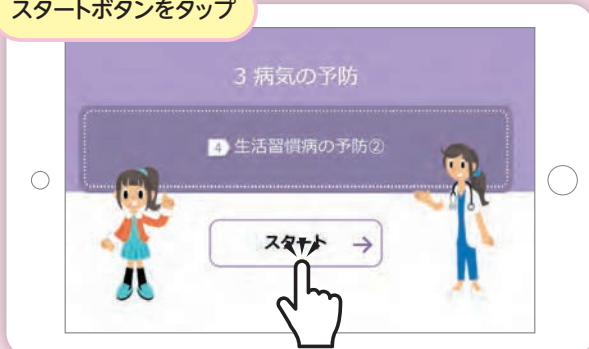 スタートボタンをタップ
3 病気の予防
4 生活習慣病の予防②
スタート →